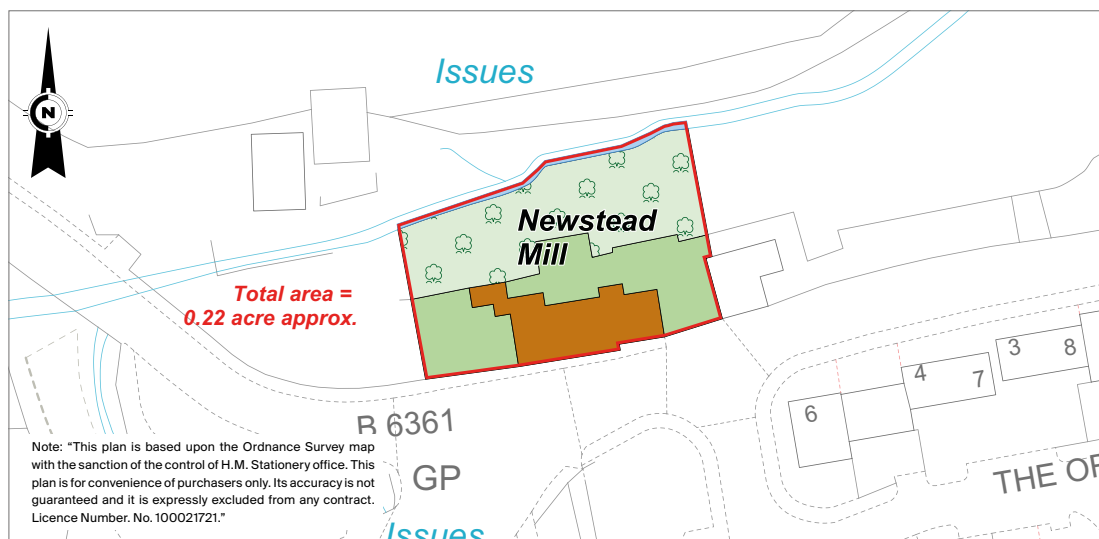 Issues
N
Newstead
Mill
Total area =
0.22 acre approx.
3
8
4
7
6
B 6361
GP
THE OR
Issues
Note: “This plan is based upon the Ordnance Survey map
with the sanction of the control of H.M. Stationery office. This
plan is for convenience of purchasers only. Its accuracy is not
guaranteed and it is expressly excluded from any contract.
Licence Number. No. 100021721.”